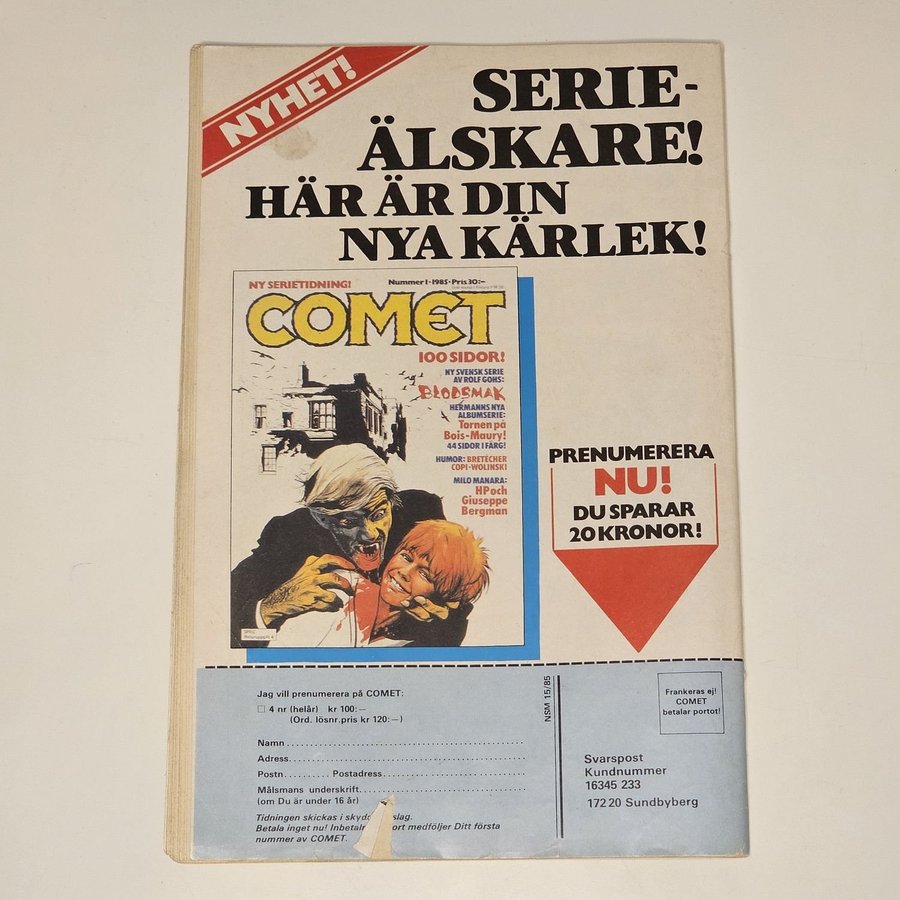 NYHET!
SERIE-
ÄLSKARE!
HÄR ÄR DIN
NYA KÄRLEK!
NY SERIETIDNING!
Nummer 1 · 1985 · Pris 30:–
COMET
100 SIDOR!
NY SVENSK SERIE
AV ROLF GOHS:
BLODSMAK
HERMANNS NYA
ALBUMSERIE:
Tornen på
Bois-Maury!
44 SIDOR I FÄRG!
HUMOR: BRETÉCHER
COPI · WOLINSKI
MILO MANARA:
HP och
Giuseppe
Bergman
PRENUMERERA
NU!
DU SPARAR
20 KRONOR!
Jag vill prenumerera på COMET:
4 nr (helår) kr 100:—
(Ord. lösnr.pris kr 120:—)
Namn
Adress
Postn Postadress
Målsmans underskrift
(om Du är under 16 år)
Tidningen skickas i
Betala inget nu! medföljer Ditt första
nummer av COMET.
NSM 15/85
Frankeras ej!
COMET
betalar portot!
Svarspost
Kundnummer
16345 233
172 20 Sundbyberg